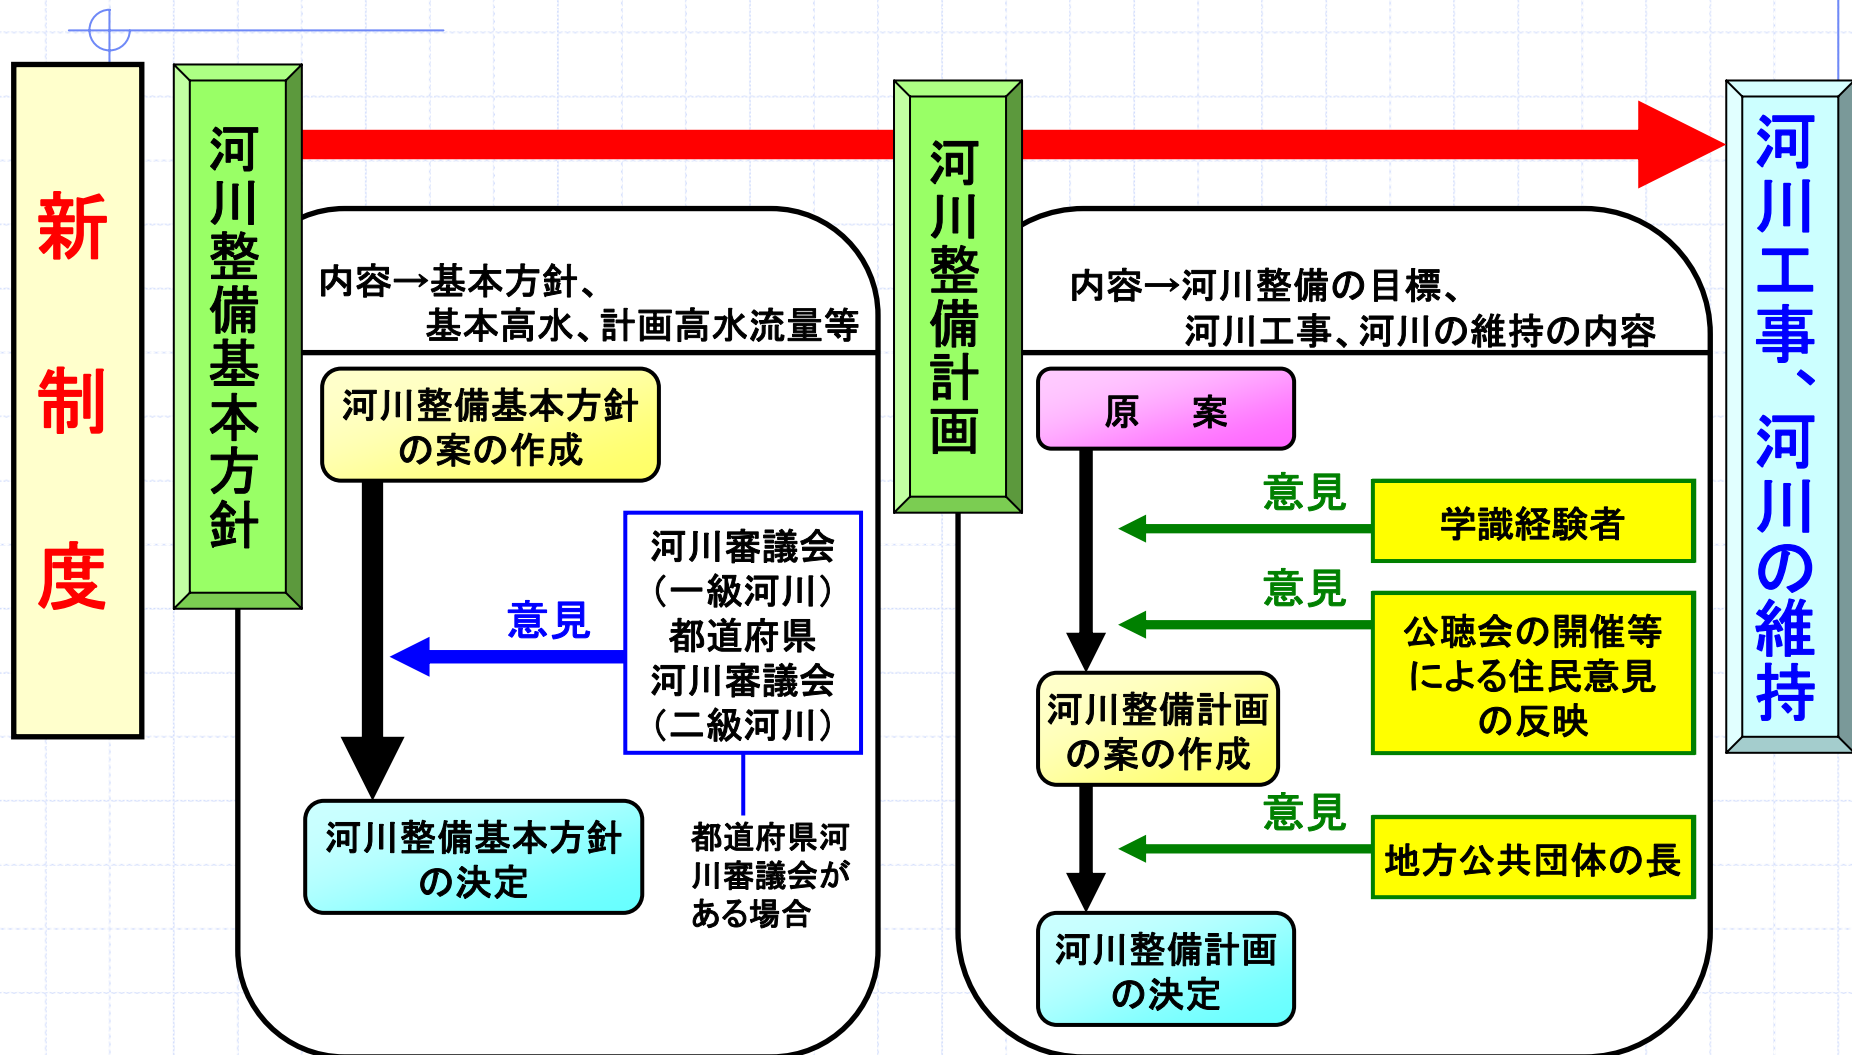 新制度
河川整備基本方針
内容→基本方針、
基本高水、計画高水流量等
河川整備基本方針
の案の作成
意見
河川審議会
（一級河川）
都道府県
河川審議会
（二級河川）
都道府県河
川審議会が
ある場合
河川整備基本方針
の決定
河川整備計画
内容→河川整備の目標、
河川工事、河川の維持の内容
原　案
意見
学識経験者
意見
公聴会の開催等
による住民意見
の反映
河川整備計画
の案の作成
意見
地方公共団体の長
河川整備計画
の決定
河川工事、河川の維持